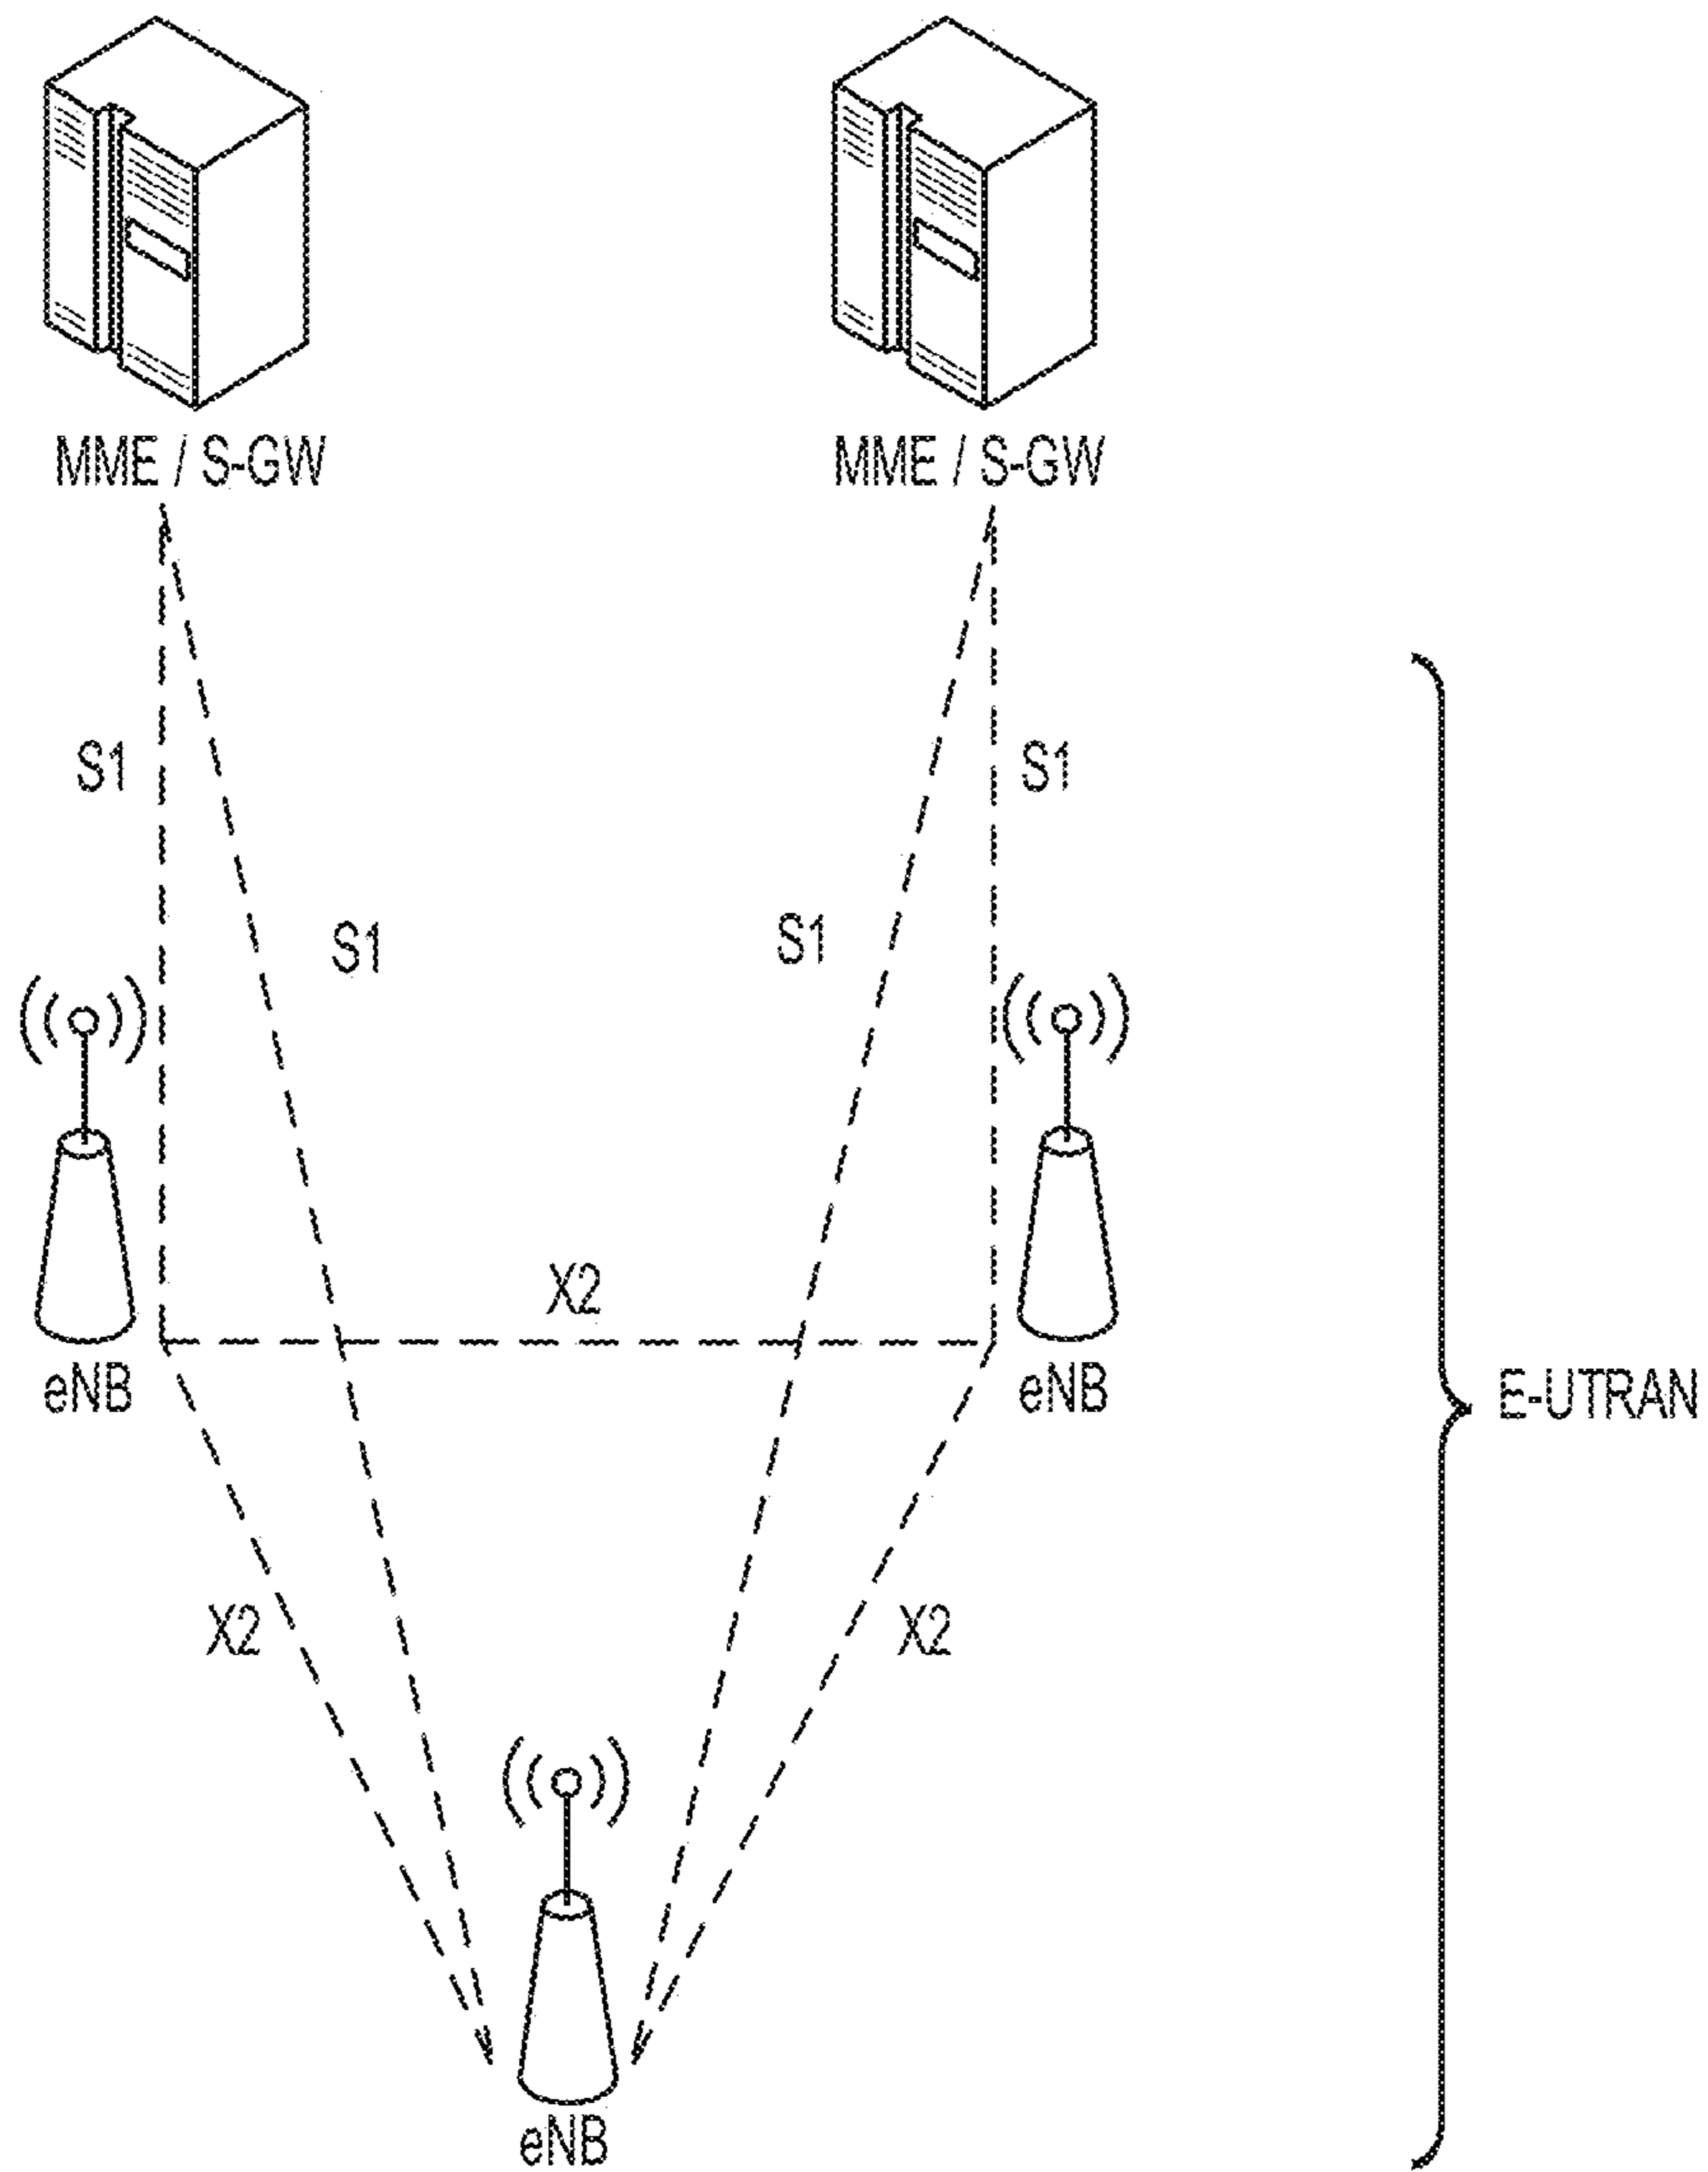 MME / S-GW
MME / S-GW
S1
S1
S1
S1
X2
eNB
eNB
E-UTRAN
X2
X2
eNB